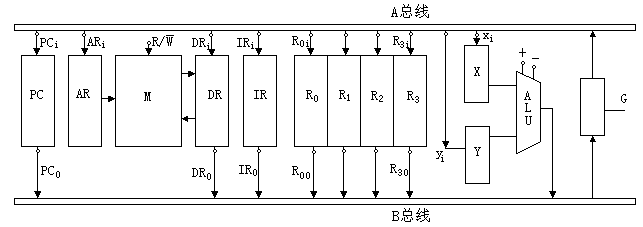 A总线
PCi ARi R/W̅ DRi IRi R0i R3i xi
+ −
PC AR M DR IR R0 R1 R2 R3 X ALU G
yi Y
PC0 DR0 IR0 R00 R30
B总线